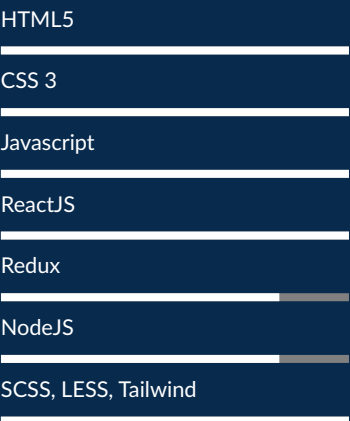 HTML5
CSS 3
Javascript
ReactJS
Redux
NodeJS
SCSS, LESS, Tailwind